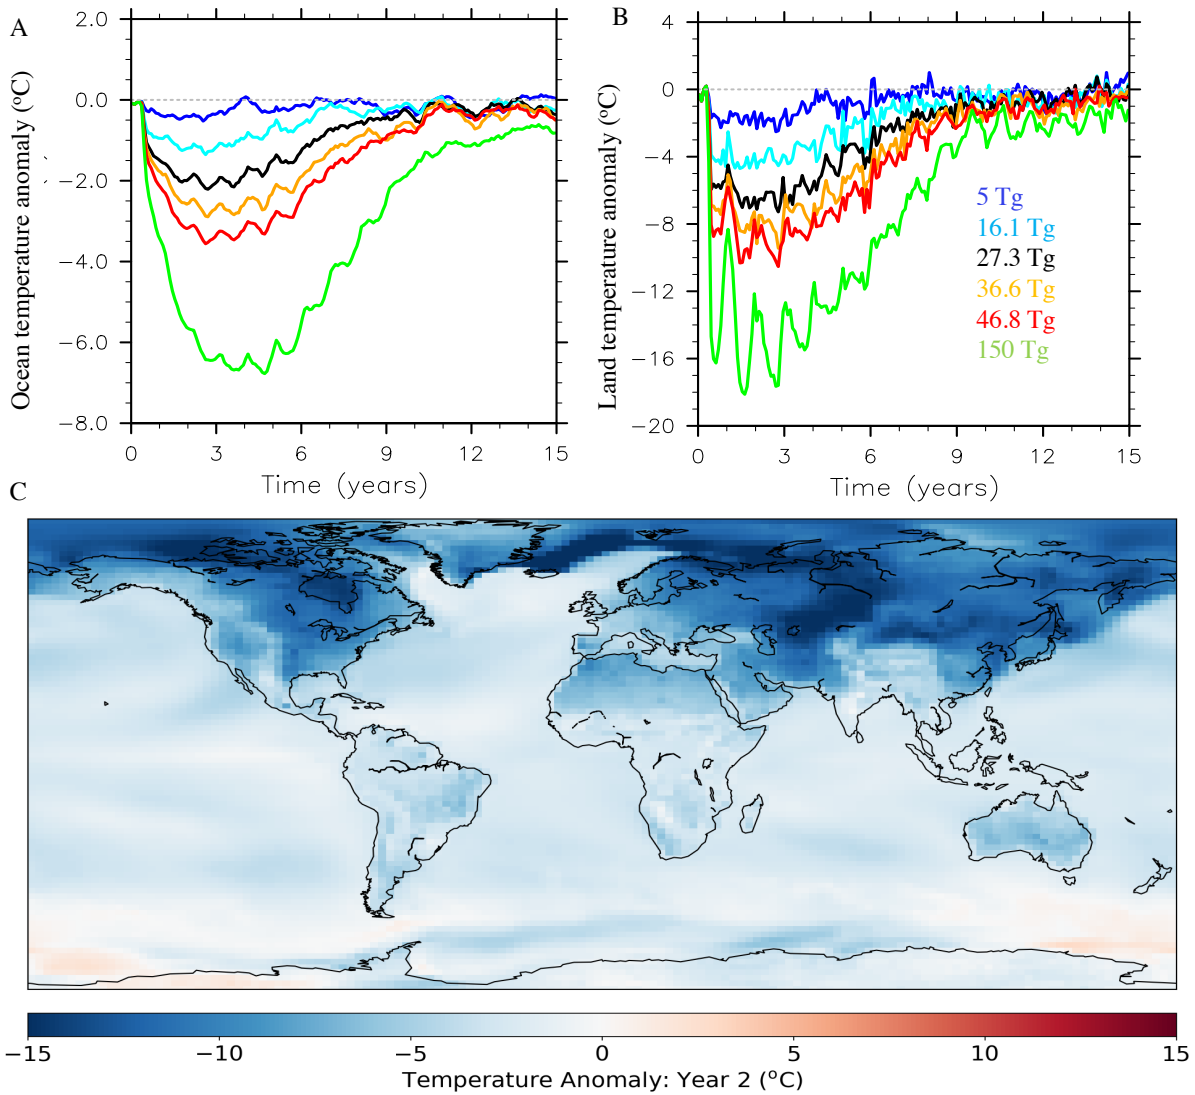 A
Ocean temperature anomaly (°C)
2.0
0.0
−2.0
−4.0
−6.0
−8.0
0 3 6 9 12 15
Time (years)
B
Land temperature anomaly (°C)
4
0
−4
−8
−12
−16
−20
5 Tg
16.1 Tg
27.3 Tg
36.6 Tg
46.8 Tg
150 Tg
0 3 6 9 12 15
Time (years)
C
−15 −10 −5 0 5 10 15
Temperature Anomaly: Year 2 (°C)